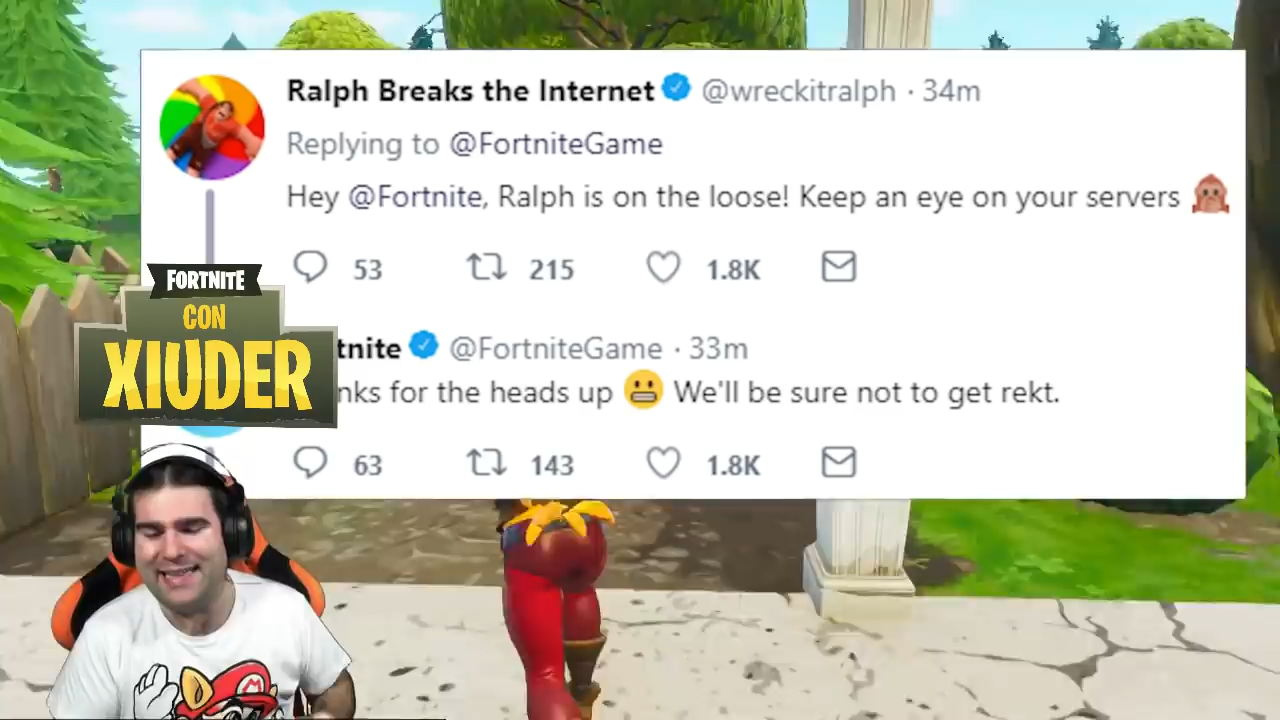 Ralph Breaks the Internet @wreckitralph · 34m
Replying to @FortniteGame
Hey @Fortnite, Ralph is on the loose! Keep an eye on your servers
53 215 1.8K
FORTNITE
CON
XIUDER
tnite @FortniteGame · 33m
nks for the heads up 😬 We'll be sure not to get rekt.
63 143 1.8K
M